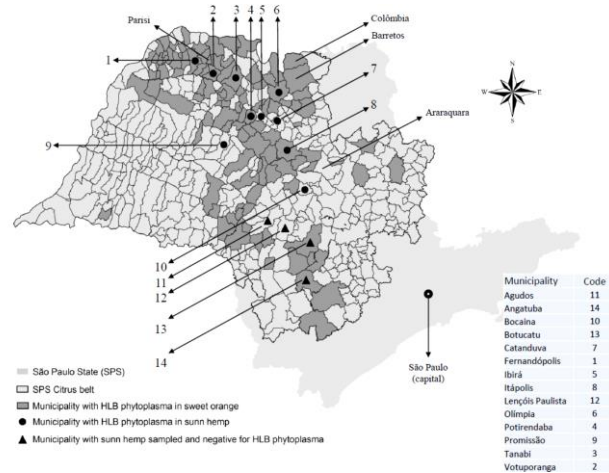 2 3 4 5 6
Colômbia
Parisi
Barretos
1
7
N
W E
S
8
Araraquara
9
10
11
12
13
14
São Paulo
(capital)
São Paulo State (SPS)
SPS Citrus belt
Municipality with HLB phytoplasma in sweet orange
Municipality with HLB phytoplasma in sunn hemp
Municipality with sunn hemp sampled and negative for HLB phytoplasma
Municipality Code
Agudos 11
Angatuba 14
Bocaina 10
Botucatu 13
Catanduva 7
Fernandópolis 1
Ibirá 5
Itápolis 8
Lençóis Paulista 12
Olímpia 6
Potirendaba 4
Promissão 9
Tanabi 3
Votuporanga 2